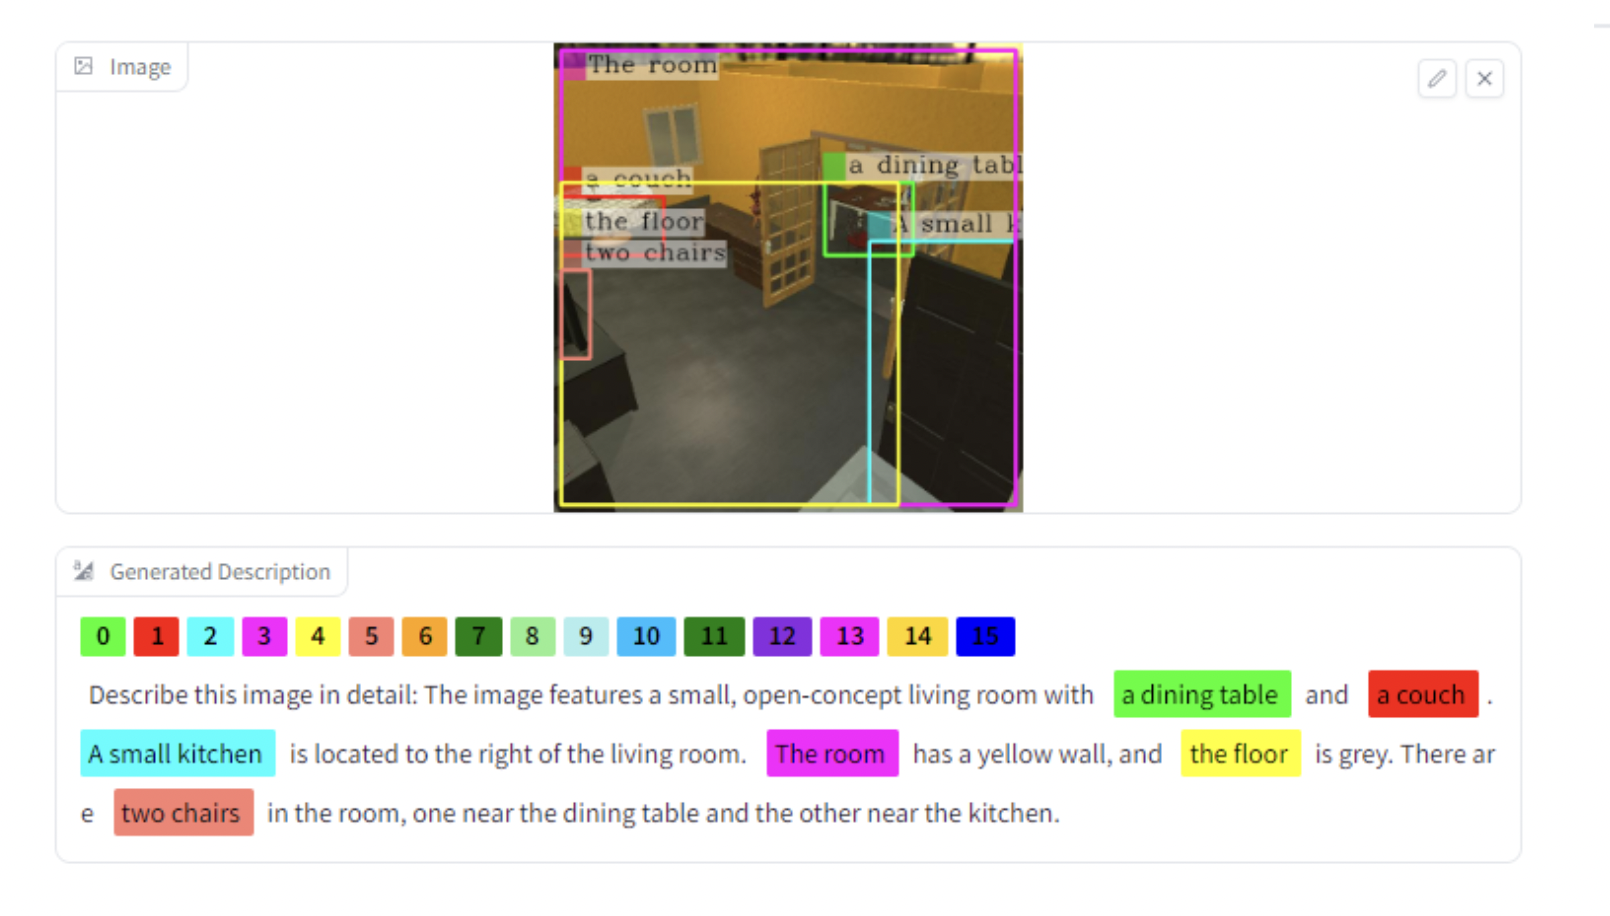 Image
The room
a dining tabl
a couch
the floor
A small k
two chairs
Generated Description
0 1 2 3 4 5 6 7 8 9 10 11 12 13 14 15
Describe this image in detail: The image features a small, open-concept living room with a dining table and a couch .
A small kitchen is located to the right of the living room. The room has a yellow wall, and the floor is grey. There ar
e two chairs in the room, one near the dining table and the other near the kitchen.